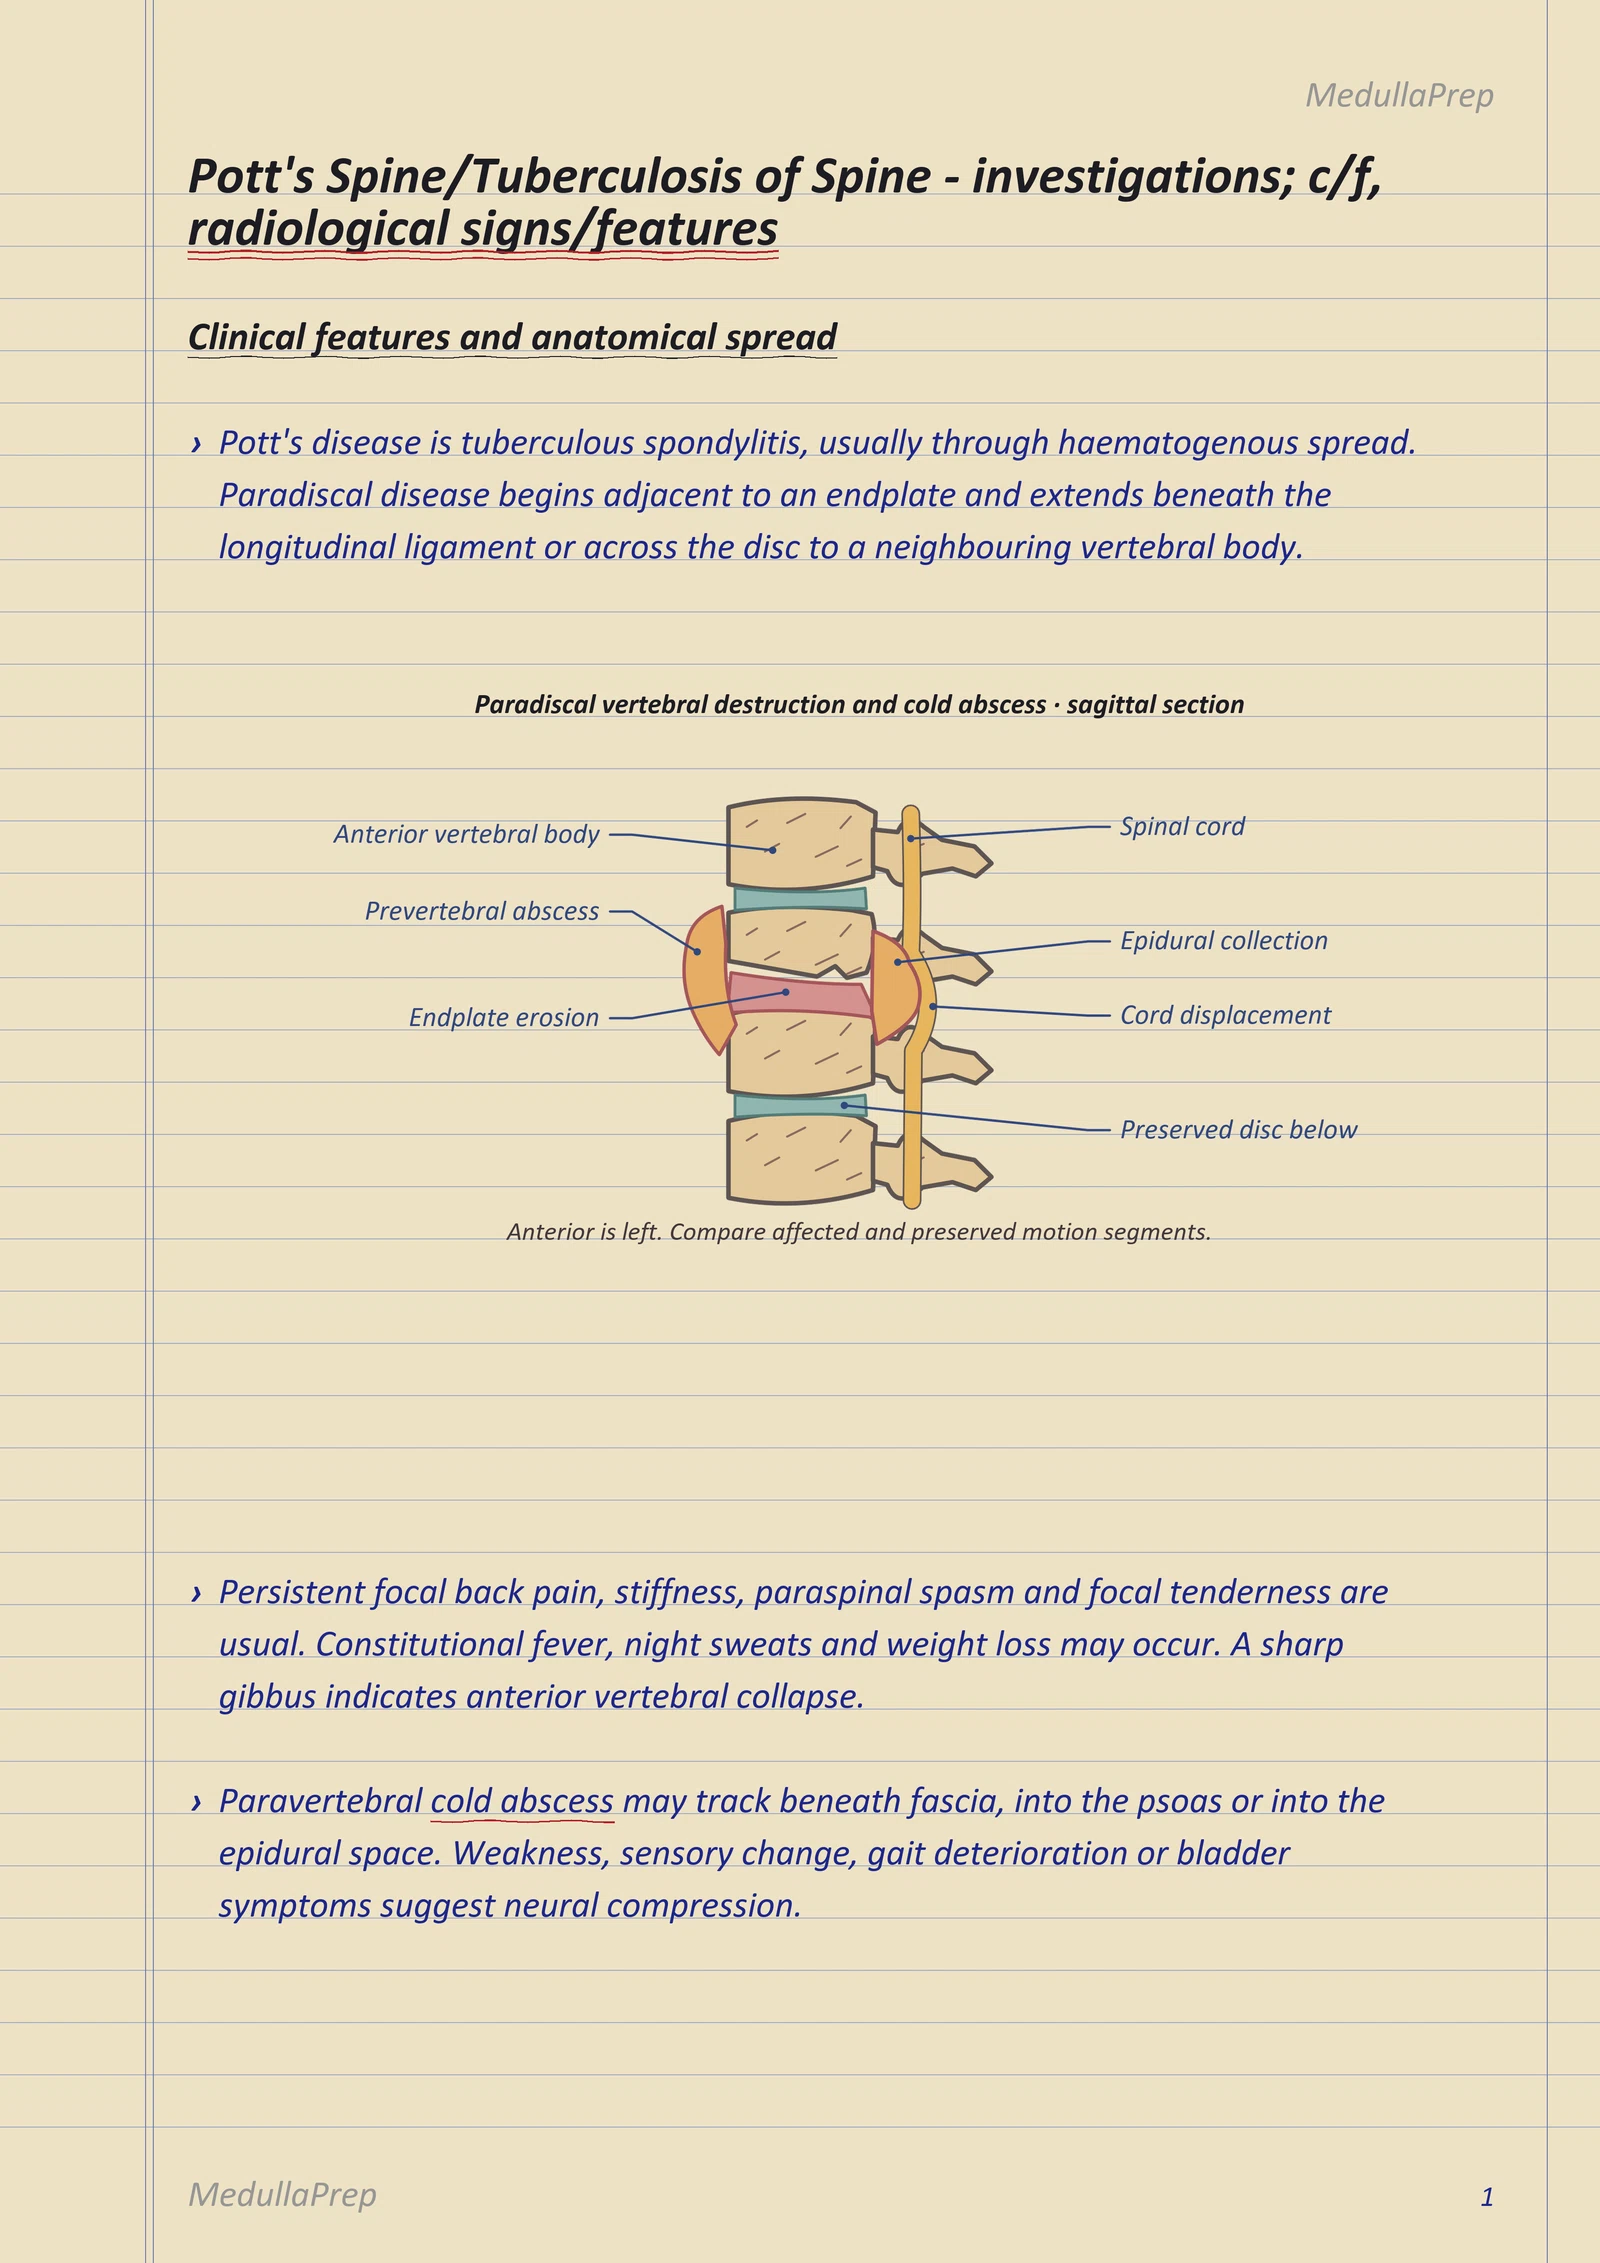 MedullaPrep
Pott's Spine/Tuberculosis of Spine - investigations; c/f,
radiological signs/features
Clinical features and anatomical spread
› Pott's disease is tuberculous spondylitis, usually through haematogenous spread.
Paradiscal disease begins adjacent to an endplate and extends beneath the
longitudinal ligament or across the disc to a neighbouring vertebral body.
Paradiscal vertebral destruction and cold abscess · sagittal section
Anterior vertebral body
Prevertebral abscess
Endplate erosion
Spinal cord
Epidural collection
Cord displacement
Preserved disc below
Anterior is left. Compare affected and preserved motion segments.
› Persistent focal back pain, stiffness, paraspinal spasm and focal tenderness are
usual. Constitutional fever, night sweats and weight loss may occur. A sharp
gibbus indicates anterior vertebral collapse.
› Paravertebral cold abscess may track beneath fascia, into the psoas or into the
epidural space. Weakness, sensory change, gait deterioration or bladder
symptoms suggest neural compression.
MedullaPrep
1